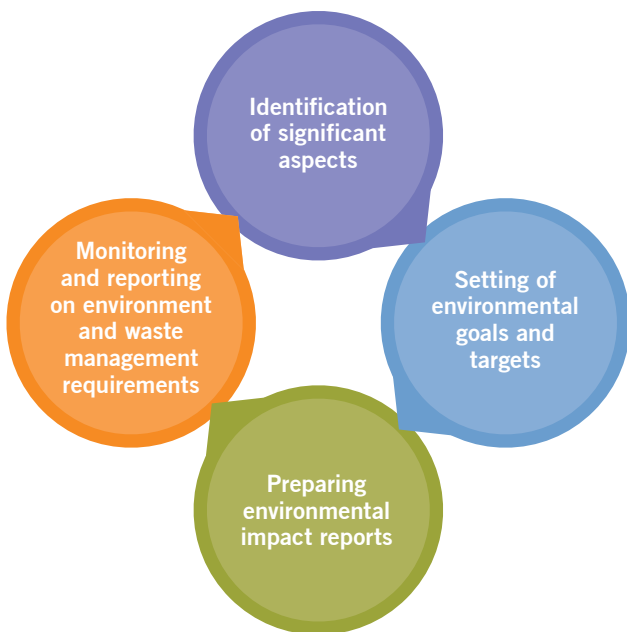 Identification
of significant
aspects
Setting of
environmental
goals and
targets
Preparing
environmental
impact reports
Monitoring
and reporting
on environment
and waste
management
requirements